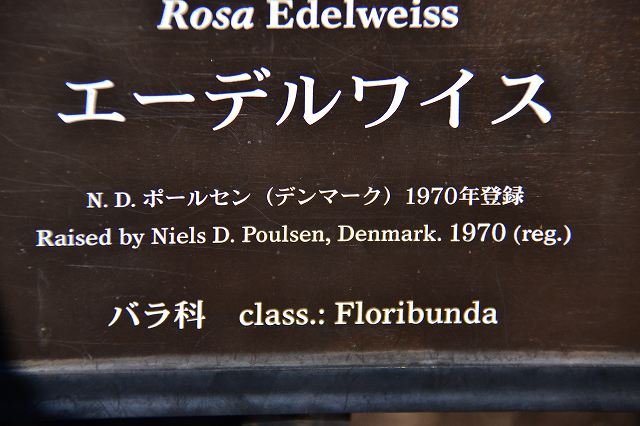 Rosa Edelweiss
エーデルワイス
N. D. ポールセン（デンマーク）1970年登録
Raised by Niels D. Poulsen, Denmark. 1970 (reg.)
バラ科　class.: Floribunda